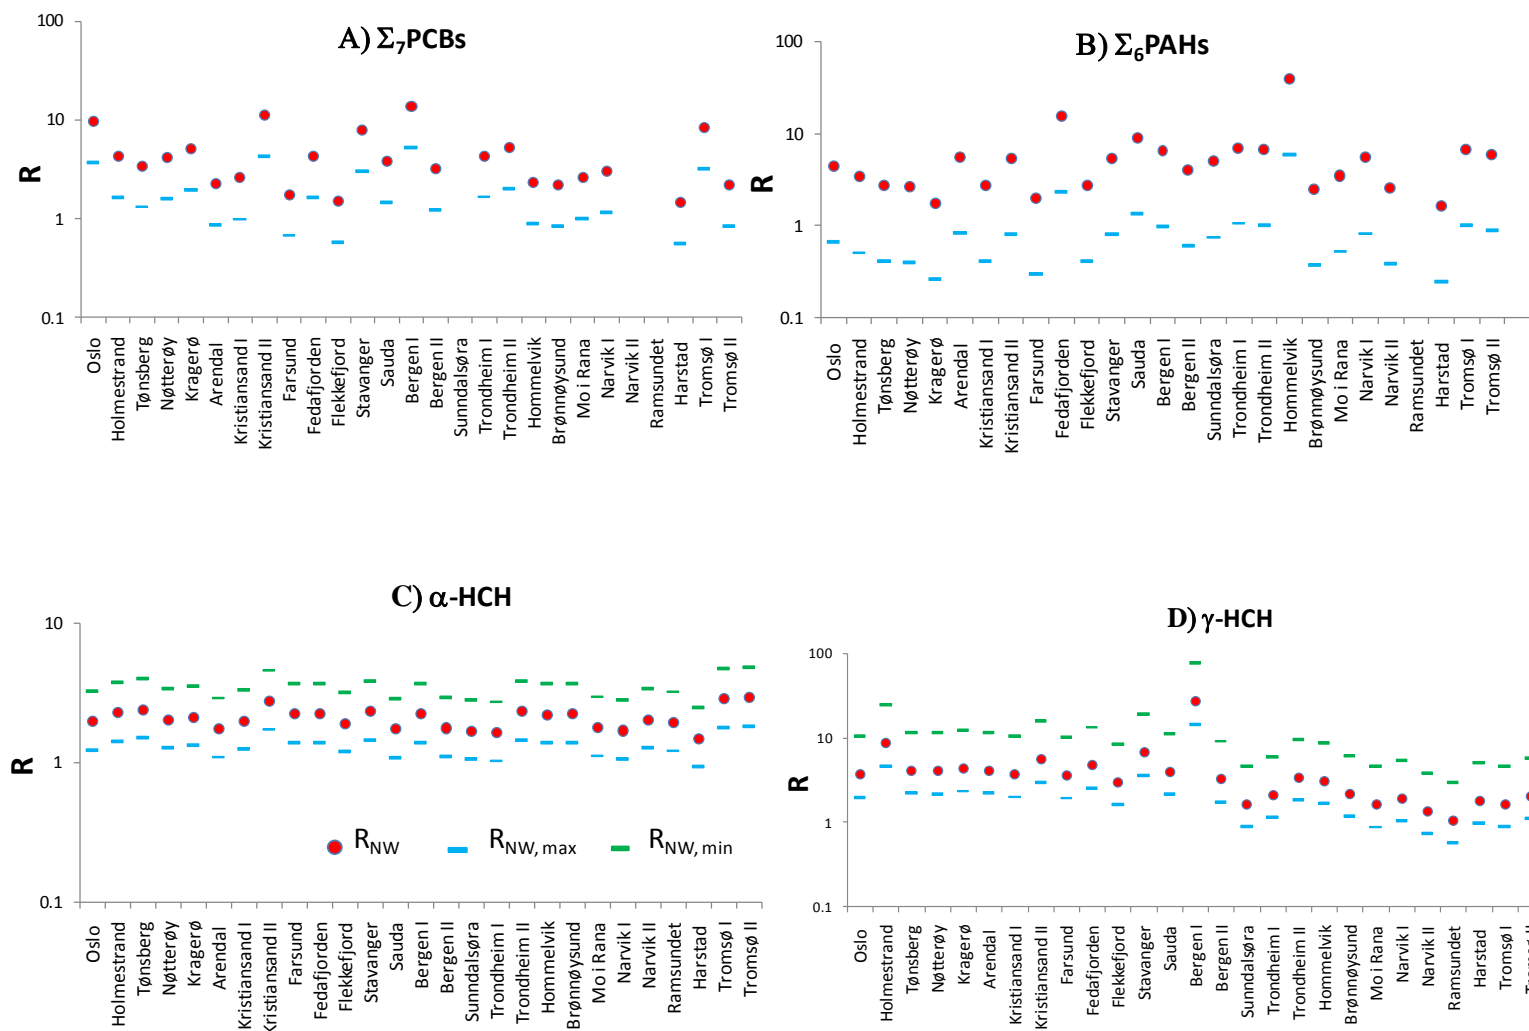 A) Σ₇PCBs
100
10
1
0.1
R
Oslo
Holmestrand
Tønsberg
Nøtterøy
Kragerø
Arendal
Kristiansand I
Kristiansand II
Farsund
Fedafjorden
Flekkefjord
Stavanger
Sauda
Bergen I
Bergen II
Sunndalsøra
Trondheim I
Trondheim II
Hommelvik
Brønnøysund
Mo i Rana
Narvik I
Narvik II
Ramsundet
Harstad
Tromsø I
Tromsø II
B) Σ₆PAHs
100
10
1
0.1
R
Oslo
Holmestrand
Tønsberg
Nøtterøy
Kragerø
Arendal
Kristiansand I
Kristiansand II
Farsund
Fedafjorden
Flekkefjord
Stavanger
Sauda
Bergen I
Bergen II
Sunndalsøra
Trondheim I
Trondheim II
Hommelvik
Brønnøysund
Mo i Rana
Narvik I
Narvik II
Ramsundet
Harstad
Tromsø I
Tromsø II
C) α-HCH
10
1
0.1
R
R NW
R NW, max
R NW, min
Oslo
Holmestrand
Tønsberg
Nøtterøy
Kragerø
Arendal
Kristiansand I
Kristiansand II
Farsund
Fedafjorden
Flekkefjord
Stavanger
Sauda
Bergen I
Bergen II
Sunndalsøra
Trondheim I
Trondheim II
Hommelvik
Brønnøysund
Mo i Rana
Narvik I
Narvik II
Ramsundet
Harstad
Tromsø I
Tromsø II
D) γ-HCH
100
10
1
0.1
R
Oslo
Holmestrand
Tønsberg
Nøtterøy
Kragerø
Arendal
Kristiansand I
Kristiansand II
Farsund
Fedafjorden
Flekkefjord
Stavanger
Sauda
Bergen I
Bergen II
Sunndalsøra
Trondheim I
Trondheim II
Hommelvik
Brønnøysund
Mo i Rana
Narvik I
Narvik II
Ramsundet
Harstad
Tromsø I